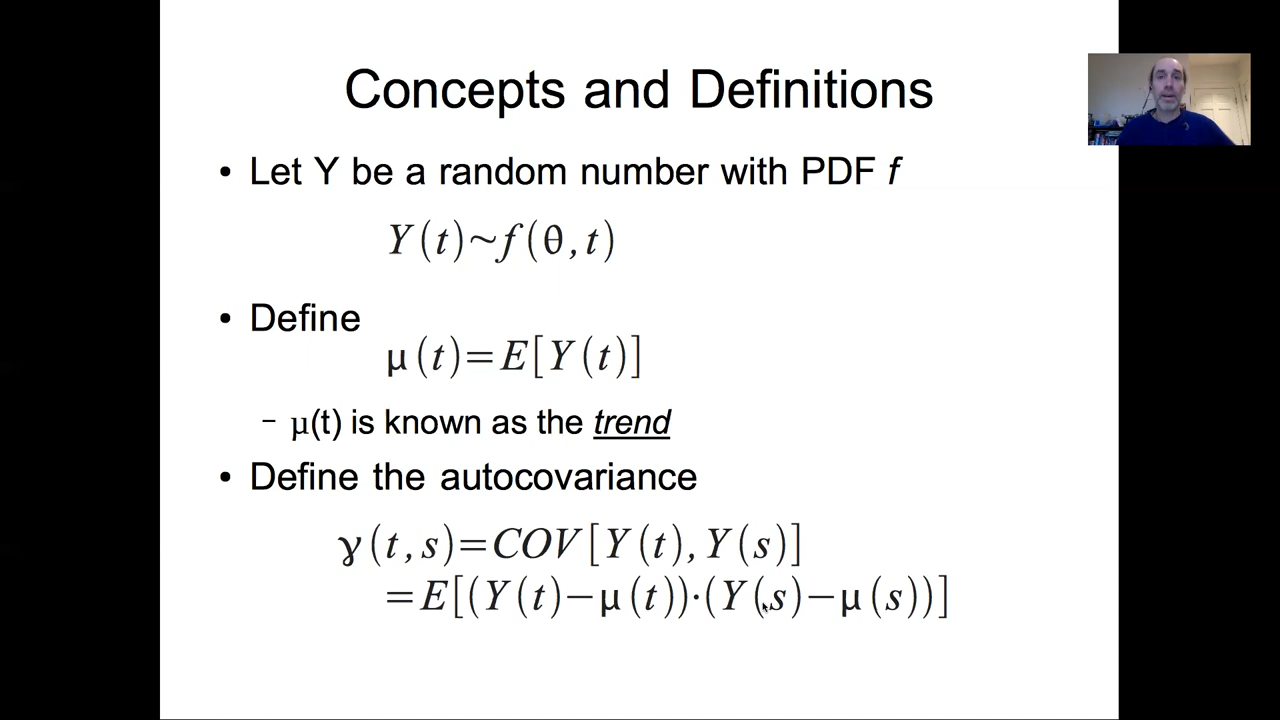 Concepts and Definitions
• Let Y be a random number with PDF f
Y(t)~f(θ,t)
• Define
μ(t)=E[Y(t)]
– μ(t) is known as the trend
• Define the autocovariance
γ(t,s)=COV[Y(t),Y(s)]
=E[(Y(t)−μ(t))·(Y(s)−μ(s))]